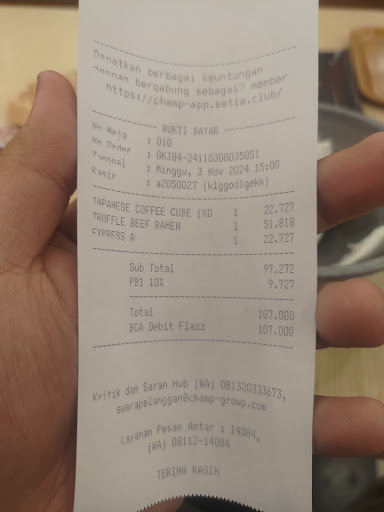 Dapatkan berbagai keuntungan
dengan bergabung sebagai? member
https://champ-app.setia.club/
BUKTI BAYAR
No Meja : D10
No Order : BKJ84-24110300035051
Tanggal : Minggu, 3 Nov 2024 15:00
Kasir : a2050027 (klggodigekk)
JAPANESE COFFEE CUBE (KO 1 22.727
TRUFFLE BEEF RAMEN 1 51.818
EXPRESS A 1 22.727
Sub Total 97.272
PB1 10% 9.727
Total 107.000
BCA Debit Flazz 107.000
Kritik dan Saran Hub (WA) 081320333673,
suarapelanggan@champ-group.com
Layanan Pesan Antar : 14084,
(WA) 08112-14084
TERIMA KASIH